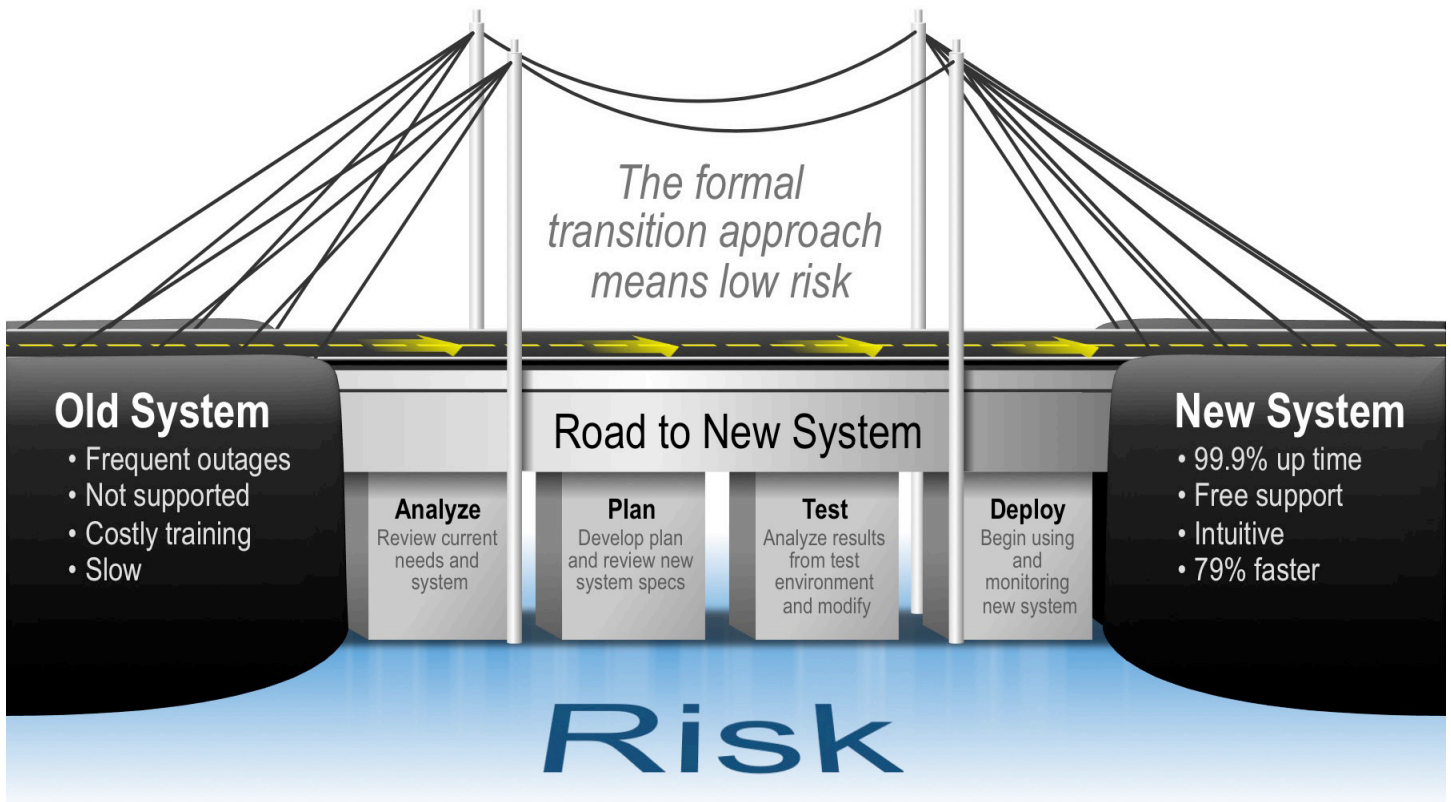 The formal
transition approach
means low risk
Old System
• Frequent outages
• Not supported
• Costly training
• Slow
Road to New System
Analyze
Review current
needs and
system
Plan
Develop plan
and review new
system specs
Test
Analyze results
from test
environment
and modify
Deploy
Begin using
and
monitoring
new system
New System
• 99.9% up time
• Free support
• Intuitive
• 79% faster
Risk